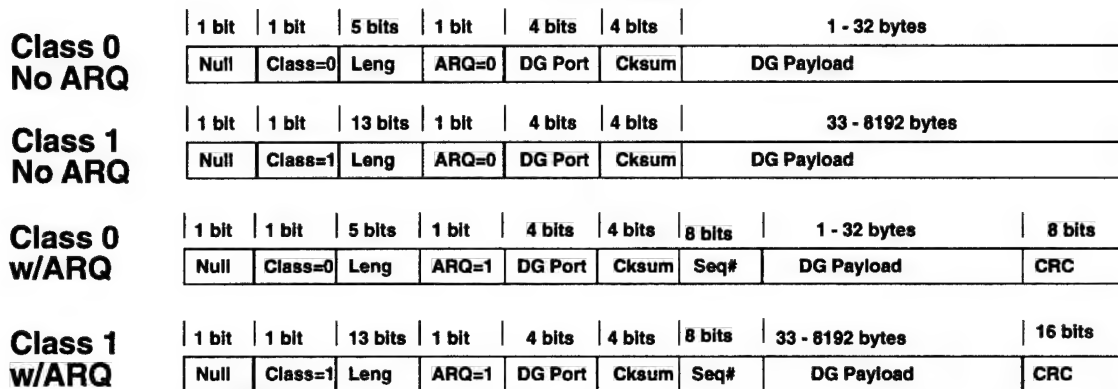 Class 0
No ARQ
1 bit 1 bit 5 bits 1 bit 4 bits 4 bits 1 - 32 bytes
Null Class=0 Leng ARQ=0 DG Port Cksum DG Payload
Class 1
No ARQ
1 bit 1 bit 13 bits 1 bit 4 bits 4 bits 33 - 8192 bytes
Null Class=1 Leng ARQ=0 DG Port Cksum DG Payload
Class 0
w/ARQ
1 bit 1 bit 5 bits 1 bit 4 bits 4 bits 8 bits 1 - 32 bytes 8 bits
Null Class=0 Leng ARQ=1 DG Port Cksum Seq# DG Payload CRC
Class 1
w/ARQ
1 bit 1 bit 13 bits 1 bit 4 bits 4 bits 8 bits 33 - 8192 bytes 16 bits
Null Class=1 Leng ARQ=1 DG Port Cksum Seq# DG Payload CRC